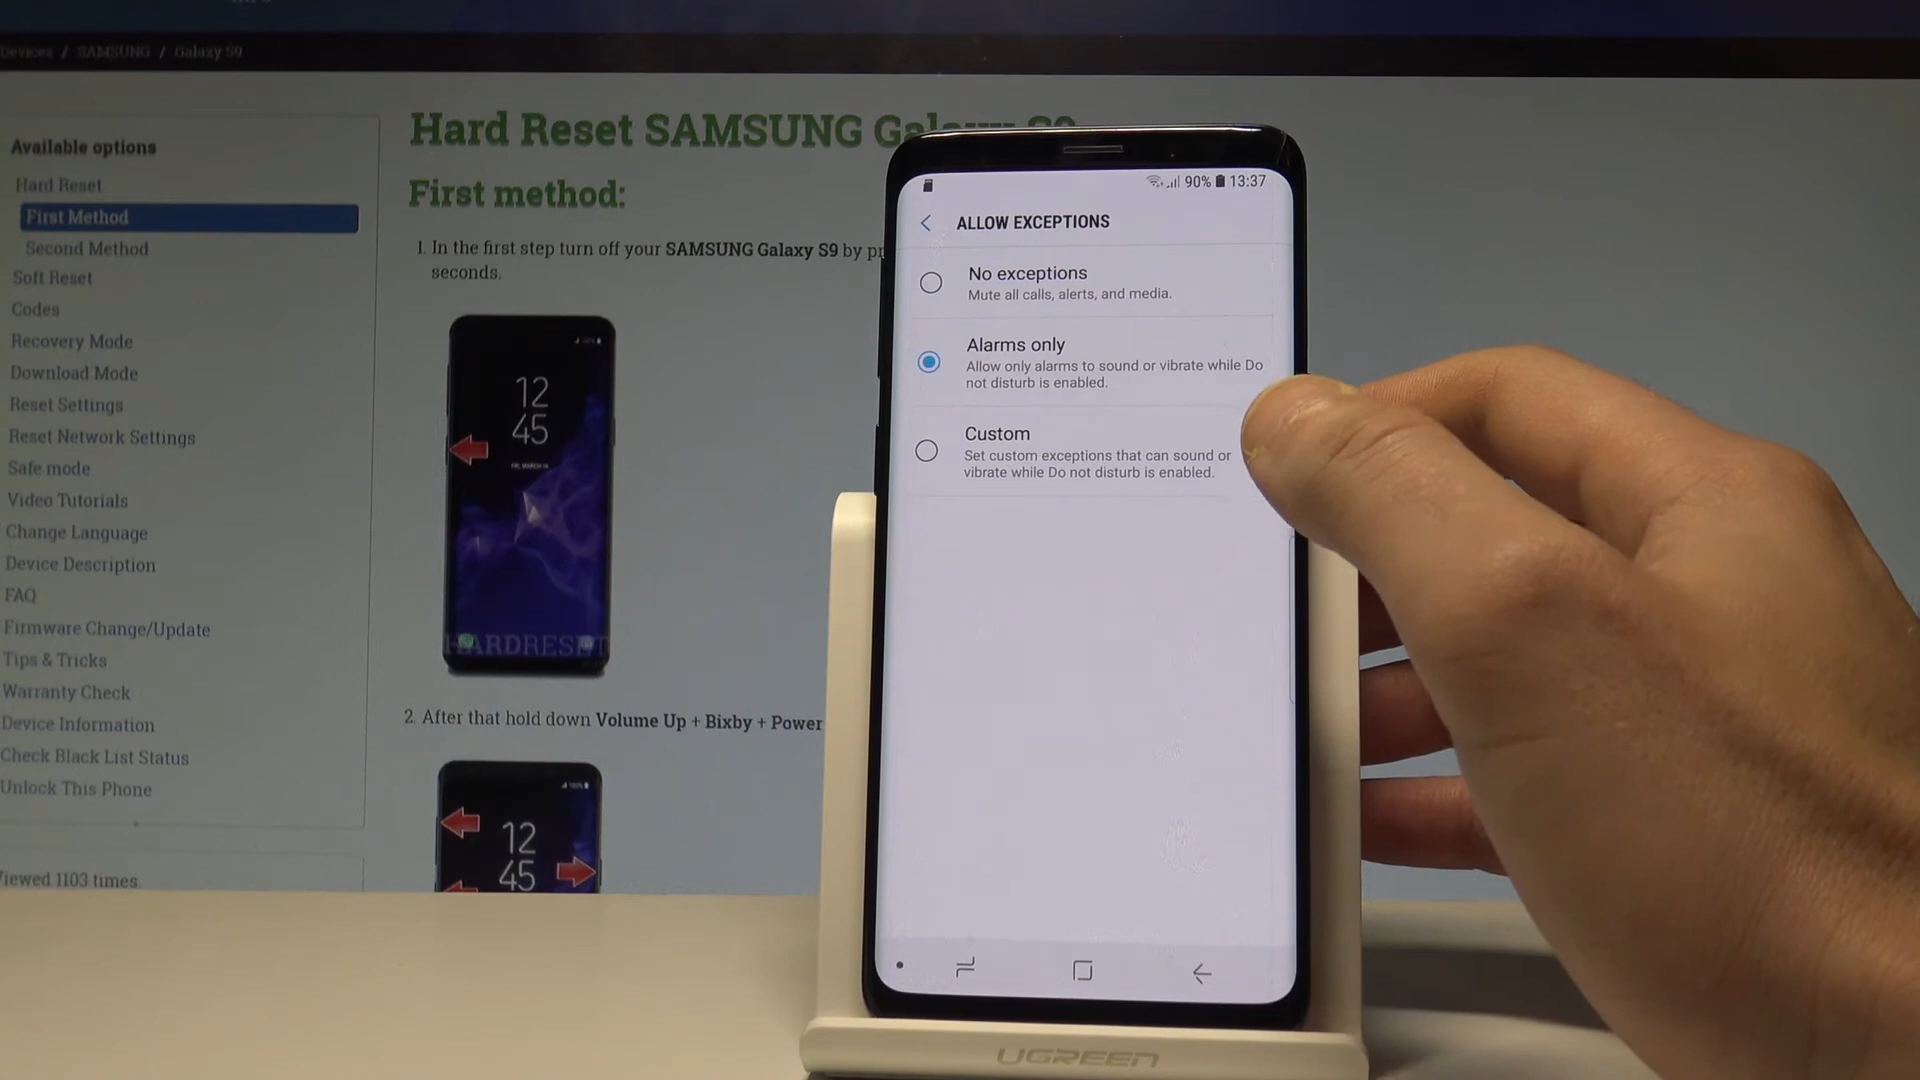 Devices / SAMSUNG / Galaxy S9
Available options
Hard Reset
First Method
Second Method
Soft Reset
Codes
Recovery Mode
Download Mode
Reset Settings
Reset Network Settings
Safe mode
Video Tutorials
Change Language
Device Description
FAQ
Firmware Change/Update
Tips & Tricks
Warranty Check
Device Information
Check Black List Status
Unlock This Phone
Viewed 1103 times
Hard Reset SAMSUNG Galaxy S9
First method:
1. In the first step turn off your SAMSUNG Galaxy S9 by
seconds.
12
45
HARDRESET
2. After that hold down Volume Up + Bixby + Power
100%
12
45
90% 13:37
ALLOW EXCEPTIONS
No exceptions
Mute all calls, alerts, and media.
Alarms only
Allow only alarms to sound or vibrate while Do
not disturb is enabled.
Custom
Set custom exceptions that can sound or
vibrate while Do not disturb is enabled.
UGREEN